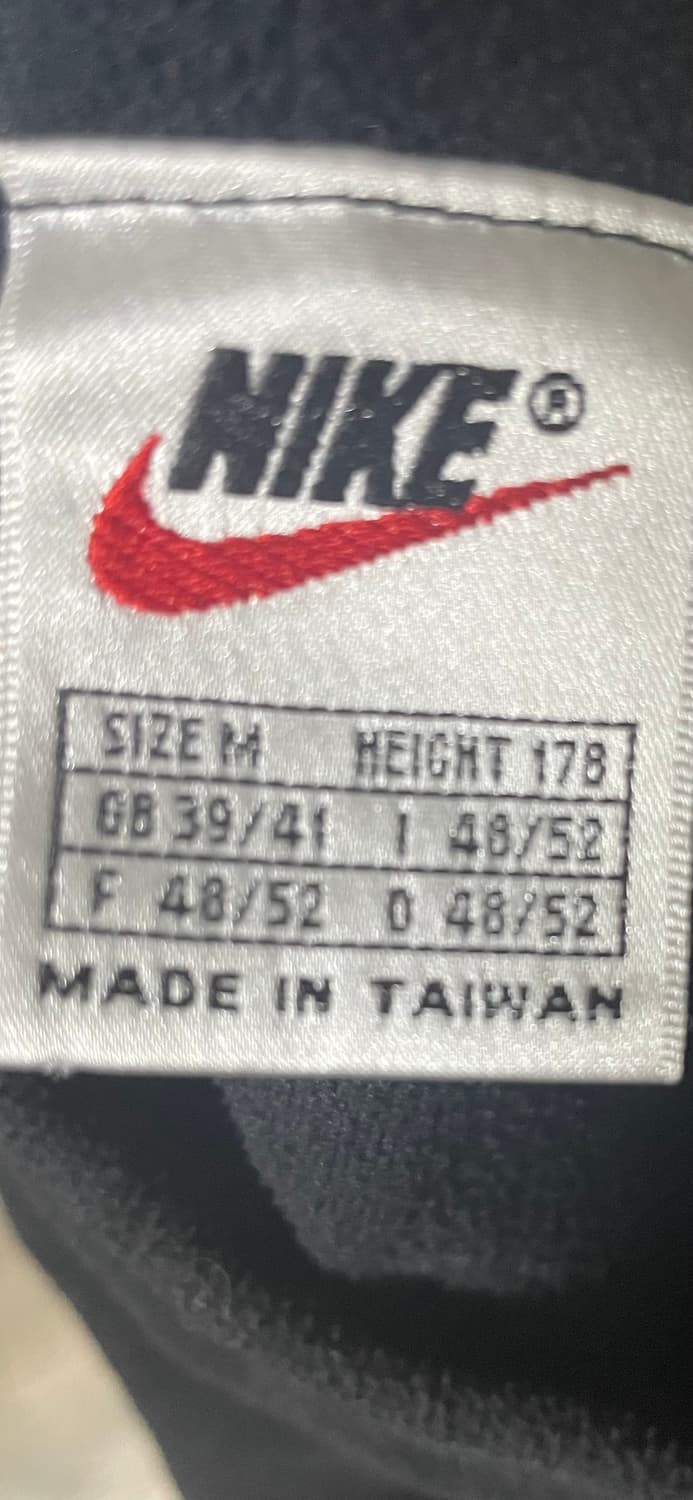 NIKE®
SIZE M HEIGHT 178
GB 39/41 I 48/52
F 48/52 D 48/52
MADE IN TAIWAN